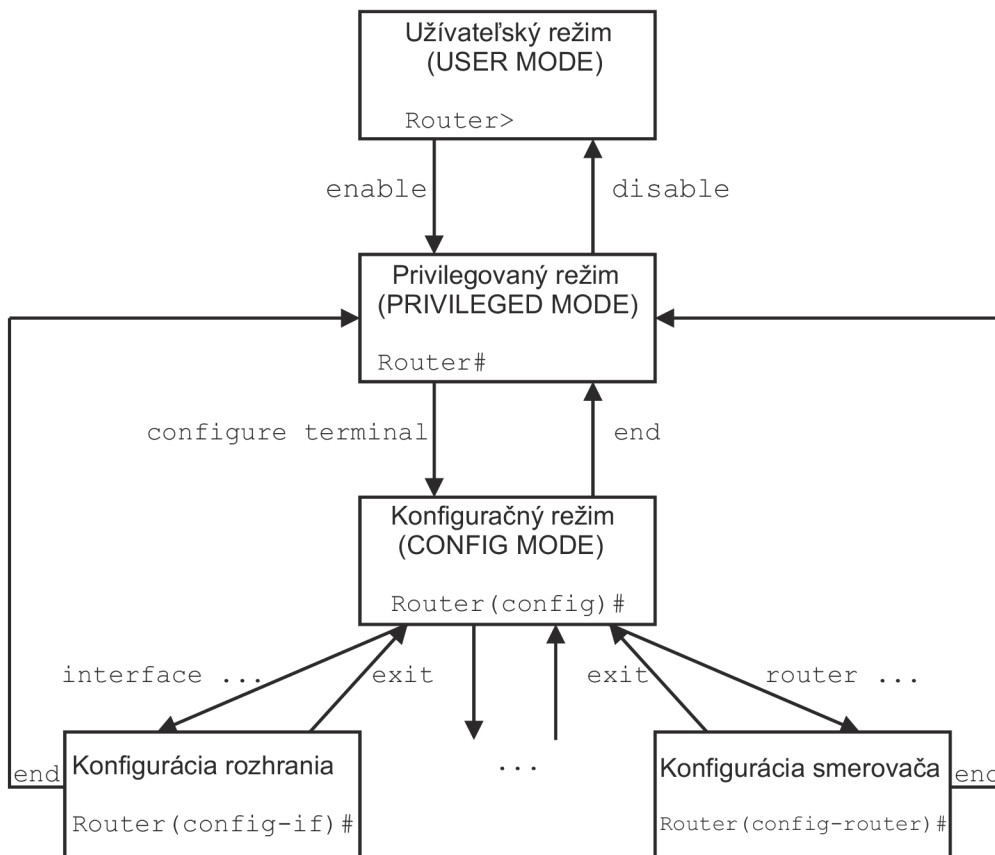 Užívateľský režim
(USER MODE)
Router>
enable
disable
Privilegovaný režim
(PRIVILEGED MODE)
Router#
configure terminal
end
Konfiguračný režim
(CONFIG MODE)
Router(config)#
interface ...
exit
exit
router ...
Konfigurácia rozhrania
Router(config-if)#
...
Konfigurácia smerovača
Router(config-router)#
end
end